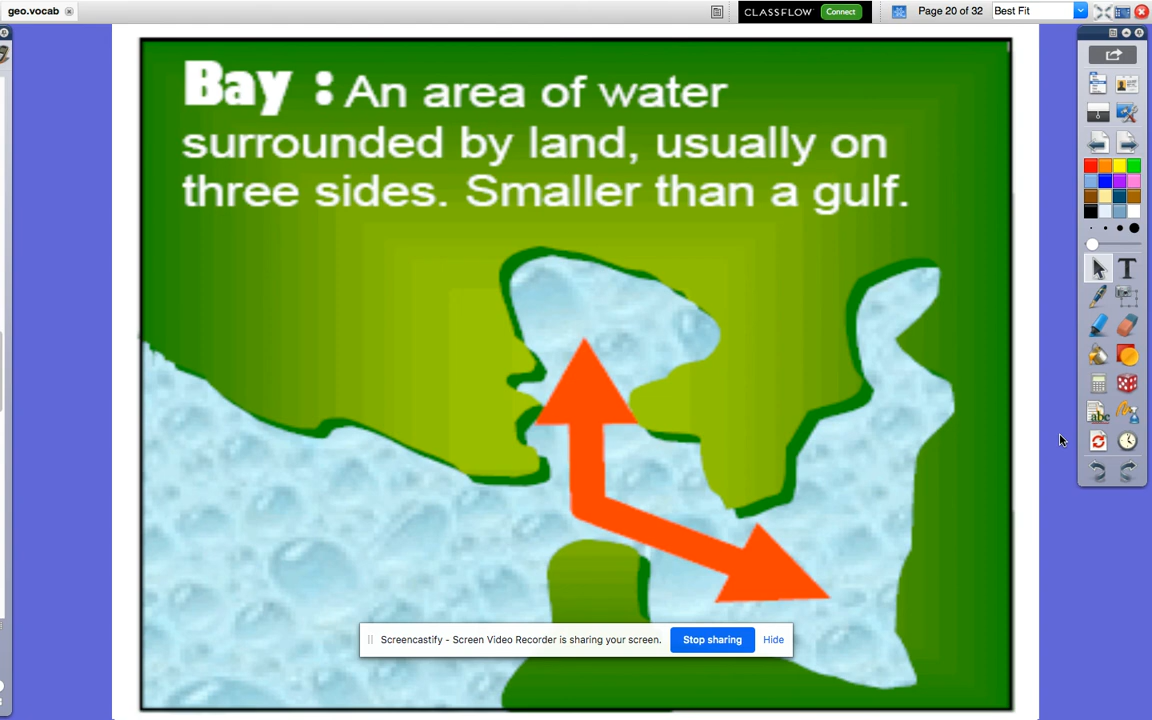 geo.vocab
CLASSFLOW Connect
Page 20 of 32
Best Fit
Bay : An area of water
surrounded by land, usually on
three sides. Smaller than a gulf.
T
abc
Screencastify - Screen Video Recorder is sharing your screen.
Stop sharing
Hide